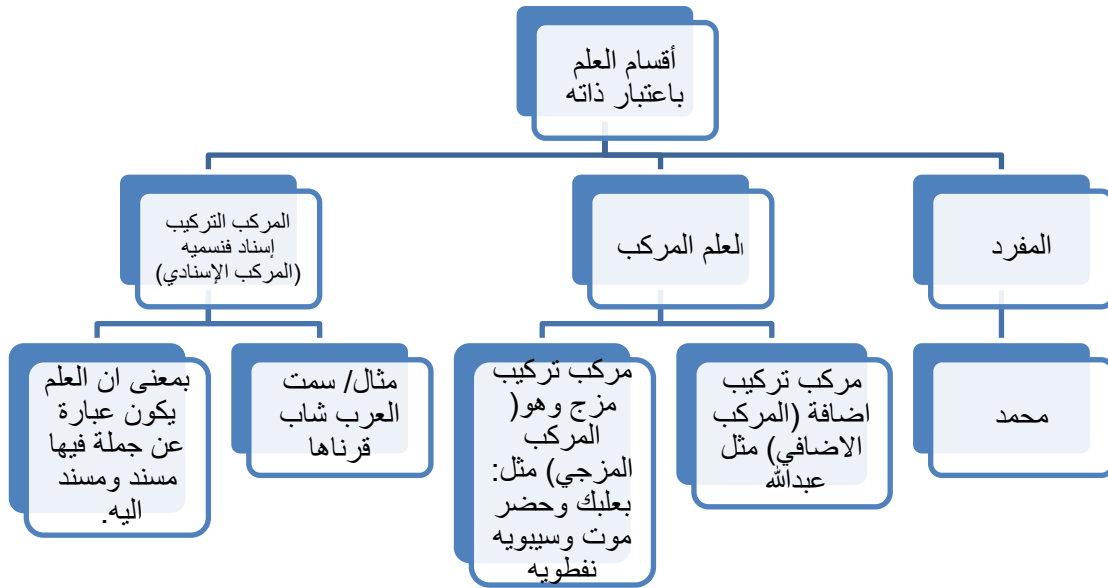 أقسام العلم
باعتبار ذاته
المفرد
العلم المركب
المركب التركيب
إسناد فنسميه
(المركب الإسنادي)
محمد
مركب تركيب
اضافة (المركب
الاضافي) مثل
عبدالله
مركب تركيب
مزج وهو(
المركب
المزجي) مثل:
بعلبك وحضر
موت وسيبويه
نفطويه
مثال/ سمت
العرب شاب
قرناها
بمعنى ان العلم
يكون عبارة
عن جملة فيها
مسند ومسند
اليه.